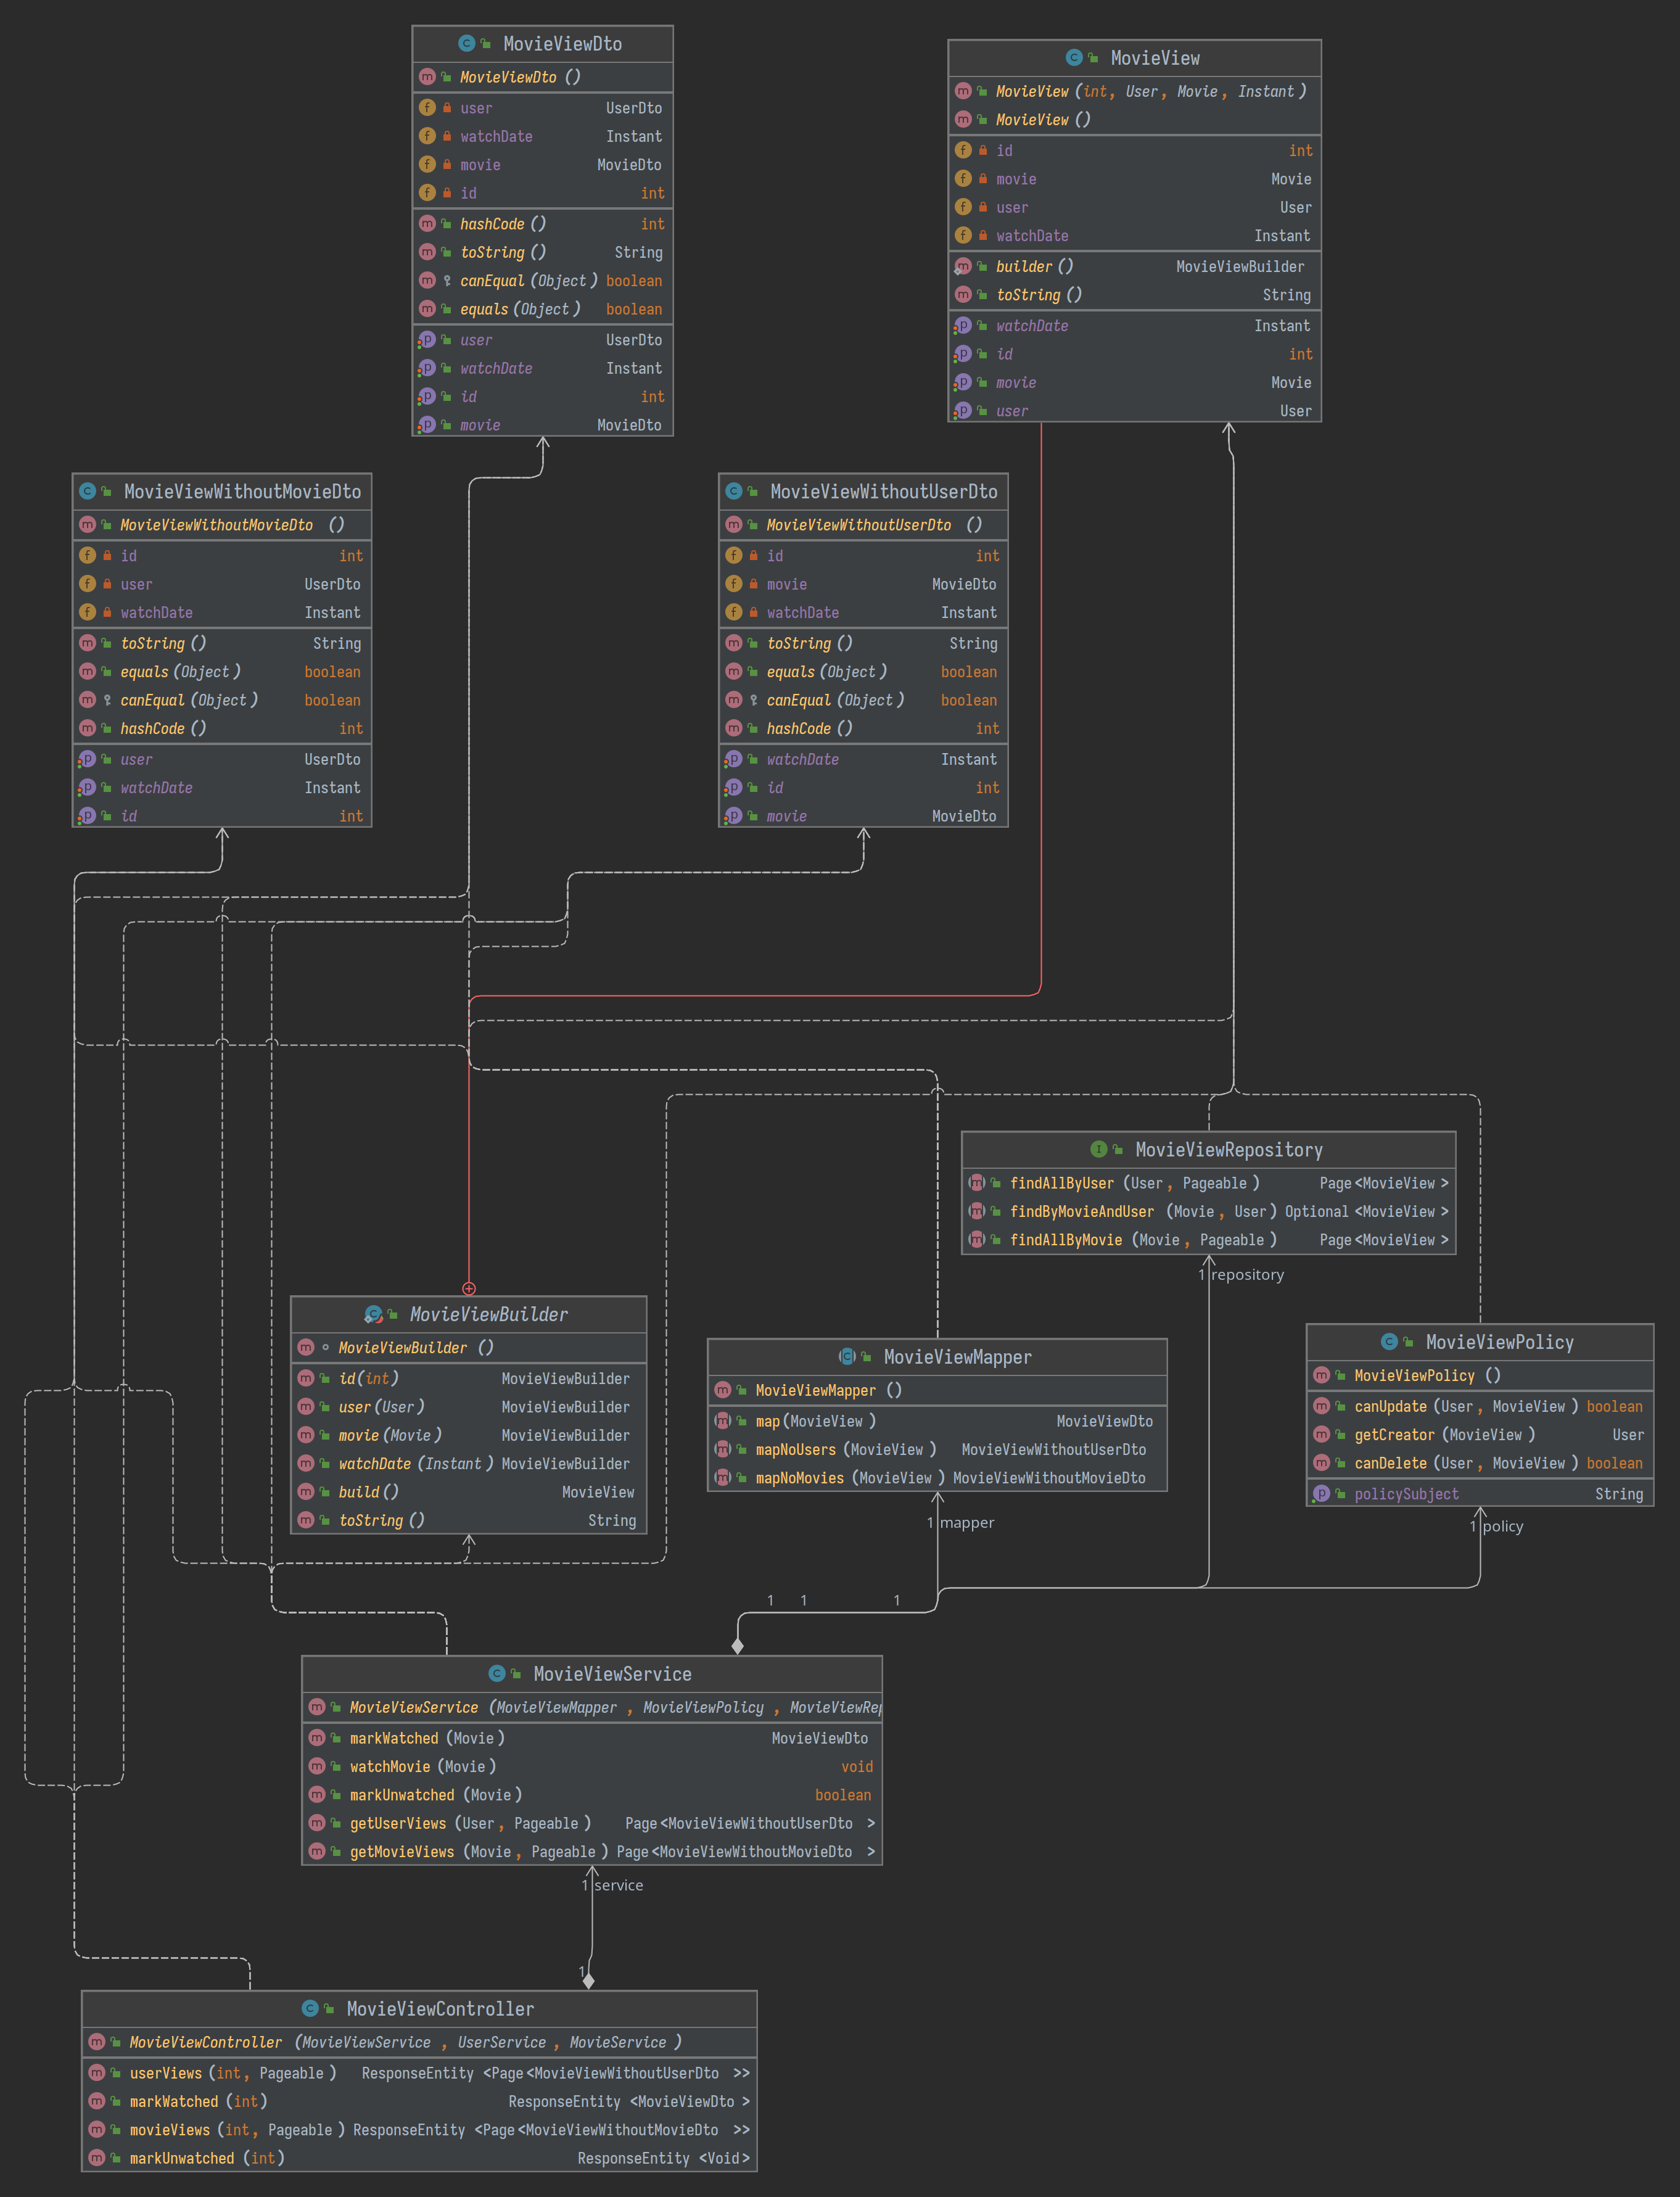 MovieViewDto
MovieViewDto ()
user UserDto
watchDate Instant
movie MovieDto
id int
hashCode () int
toString () String
canEqual (Object) boolean
equals (Object) boolean
user UserDto
watchDate Instant
id int
movie MovieDto
MovieView
MovieView (int, User, Movie, Instant)
MovieView ()
id int
movie Movie
user User
watchDate Instant
builder () MovieViewBuilder
toString () String
watchDate Instant
id int
movie Movie
user User
MovieViewWithoutMovieDto
MovieViewWithoutMovieDto ()
id int
user UserDto
watchDate Instant
toString () String
equals (Object) boolean
canEqual (Object) boolean
hashCode () int
user UserDto
watchDate Instant
id int
MovieViewWithoutUserDto
MovieViewWithoutUserDto ()
id int
movie MovieDto
watchDate Instant
toString () String
equals (Object) boolean
canEqual (Object) boolean
hashCode () int
watchDate Instant
id int
movie MovieDto
MovieViewRepository
findAllByUser (User, Pageable) Page<MovieView>
findByMovieAndUser (Movie, User) Optional<MovieView>
findAllByMovie (Movie, Pageable) Page<MovieView>
1 repository
MovieViewBuilder
MovieViewBuilder ()
id(int) MovieViewBuilder
user (User) MovieViewBuilder
movie (Movie) MovieViewBuilder
watchDate (Instant) MovieViewBuilder
build () MovieView
toString () String
MovieViewMapper
MovieViewMapper ()
map (MovieView) MovieViewDto
mapNoUsers (MovieView) MovieViewWithoutUserDto
mapNoMovies (MovieView) MovieViewWithoutMovieDto
1 mapper
MovieViewPolicy
MovieViewPolicy ()
canUpdate (User, MovieView) boolean
getCreator (MovieView) User
canDelete (User, MovieView) boolean
policySubject String
1 policy
1 1 1
MovieViewService
MovieViewService (MovieViewMapper, MovieViewPolicy, MovieViewRep
markWatched (Movie) MovieViewDto
watchMovie (Movie) void
markUnwatched (Movie) boolean
getUserViews (User, Pageable) Page<MovieViewWithoutUserDto>
getMovieViews (Movie, Pageable) Page<MovieViewWithoutMovieDto>
1 service
1
MovieViewController
MovieViewController (MovieViewService, UserService, MovieService)
userViews (int, Pageable) ResponseEntity<Page<MovieViewWithoutUserDto>>
markWatched (int) ResponseEntity<MovieViewDto>
movieViews (int, Pageable) ResponseEntity<Page<MovieViewWithoutMovieDto>>
markUnwatched (int) ResponseEntity<Void>